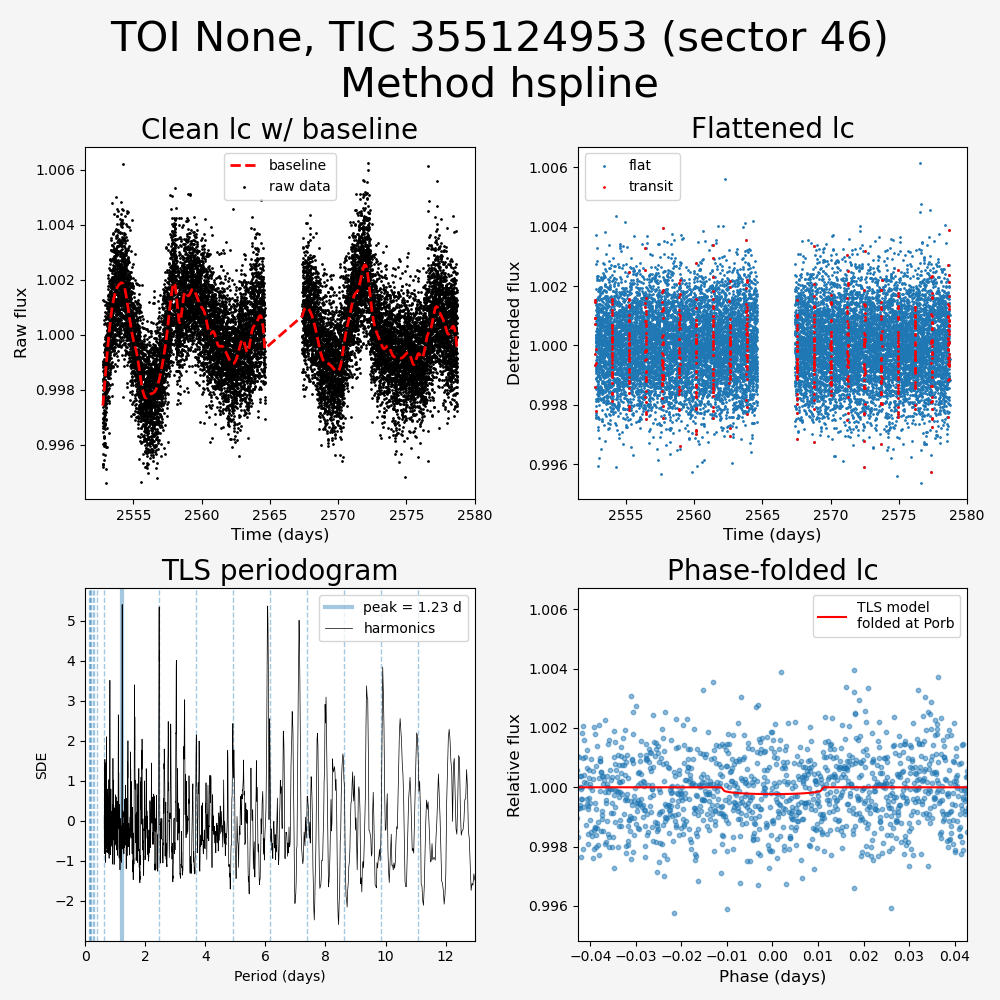 TOI None, TIC 355124953 (sector 46)
Method hspline
Clean lc w/ baseline
baseline
raw data
1.006
1.004
1.002
1.000
0.998
0.996
Raw flux
2555 2560 2565 2570 2575 2580
Time (days)
Flattened lc
flat
transit
1.006
1.004
1.002
1.000
0.998
0.996
Detrended flux
2555 2560 2565 2570 2575 2580
Time (days)
TLS periodogram
peak = 1.23 d
harmonics
5
4
3
2
1
0
−1
−2
SDE
0 2 4 6 8 10 12
Period (days)
Phase-folded lc
TLS model
folded at Porb
1.006
1.004
1.002
1.000
0.998
0.996
Relative flux
−0.04 −0.03 −0.02 −0.01 0.00 0.01 0.02 0.03 0.04
Phase (days)